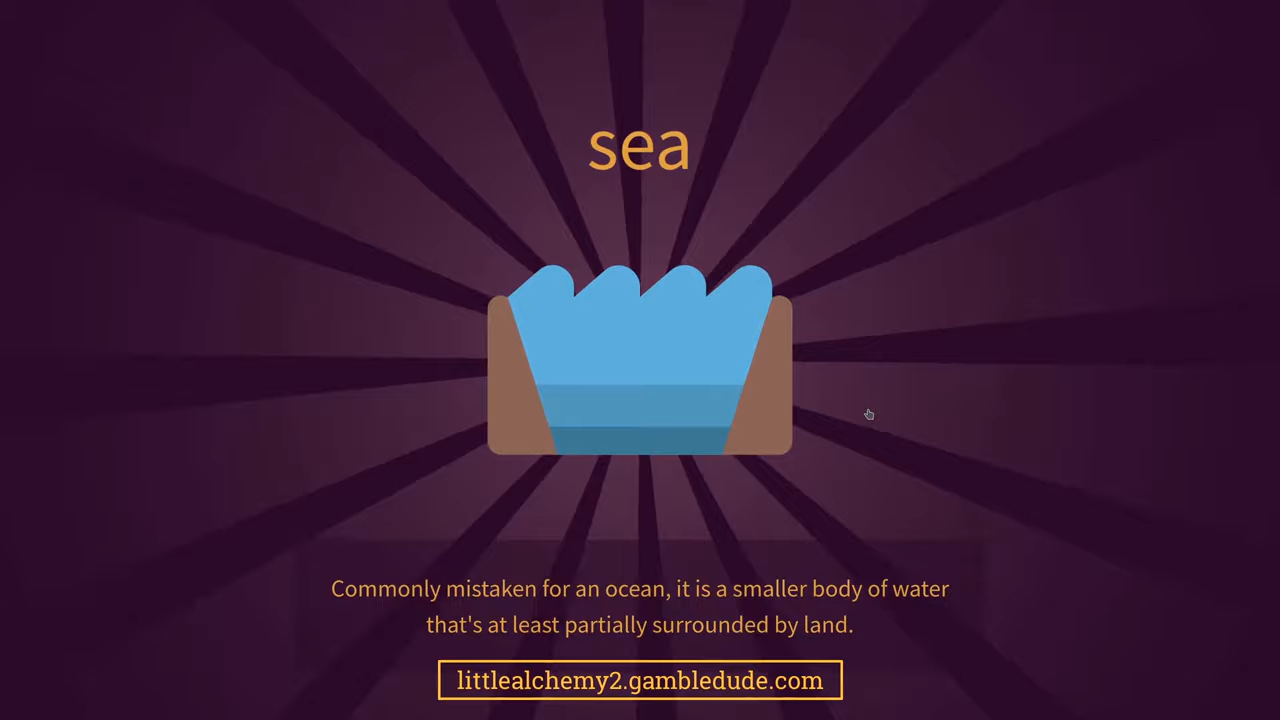 sea
Commonly mistaken for an ocean, it is a smaller body of water
that's at least partially surrounded by land.
littlealchemy2.gambledude.com